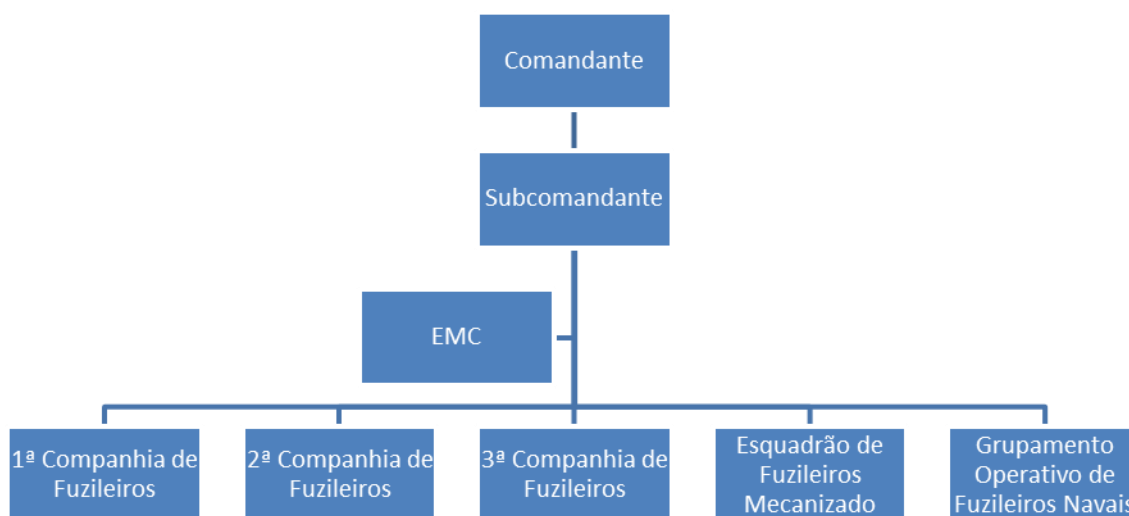 Comandante
Subcomandante
EMC
1ª Companhia de
Fuzileiros
2ª Companhia de
Fuzileiros
3ª Companhia de
Fuzileiros
Esquadrão de
Fuzileiros
Mecanizado
Grupamento
Operativo de
Fuzileiros Navais